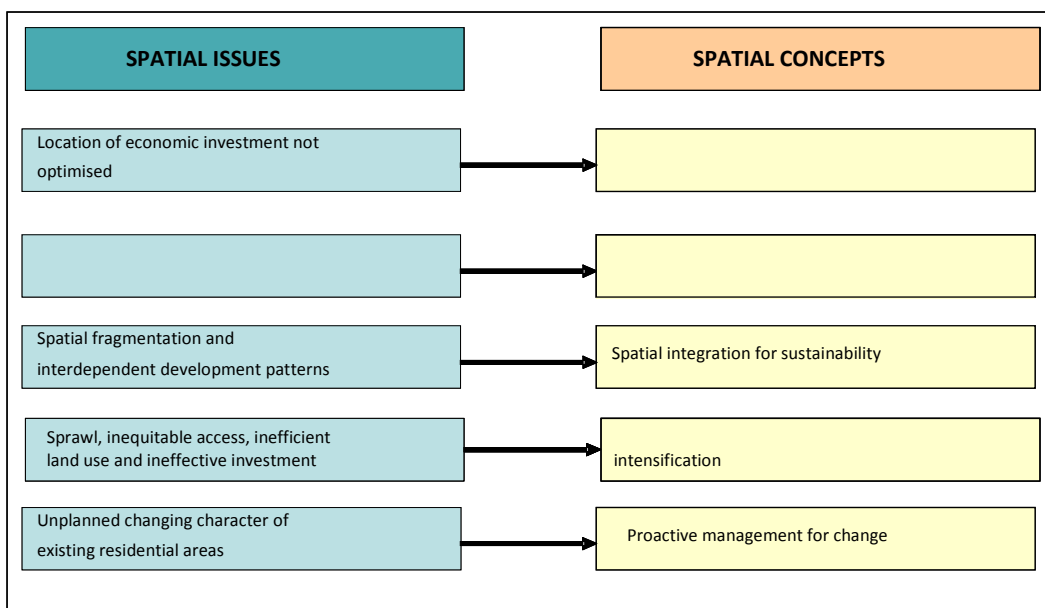 SPATIAL ISSUES
SPATIAL CONCEPTS
Location of economic investment not
optimised
Spatial fragmentation and
interdependent development patterns
Spatial integration for sustainability
Sprawl, inequitable access, inefficient
land use and ineffective investment
intensification
Unplanned changing character of
existing residential areas
Proactive management for change